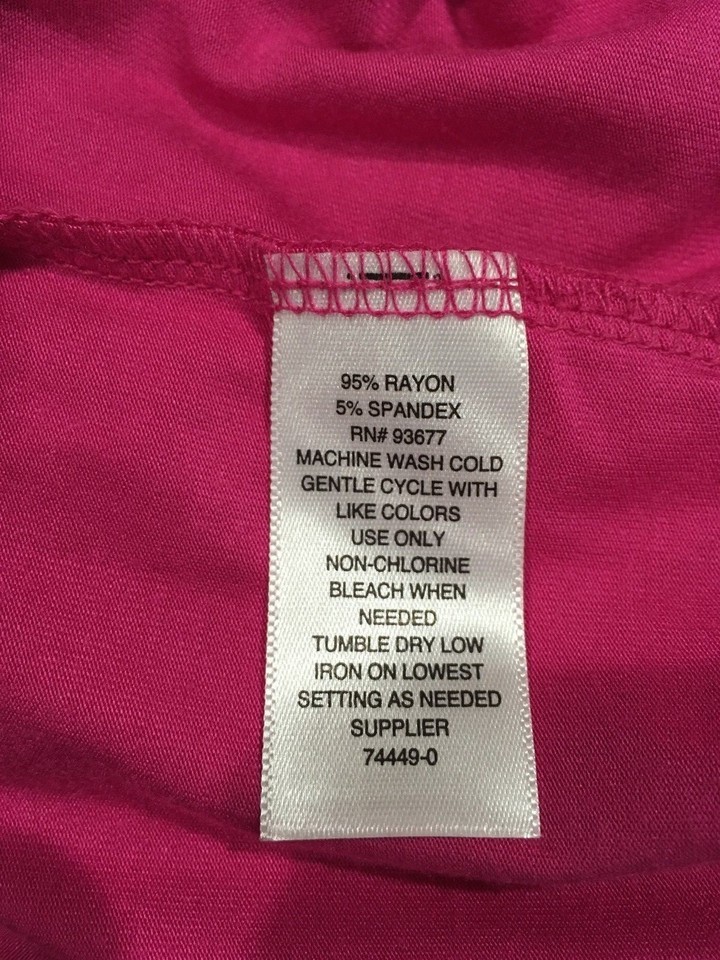 95% RAYON
5% SPANDEX
RN# 93677
MACHINE WASH COLD
GENTLE CYCLE WITH
LIKE COLORS
USE ONLY
NON-CHLORINE
BLEACH WHEN
NEEDED
TUMBLE DRY LOW
IRON ON LOWEST
SETTING AS NEEDED
SUPPLIER
74449-0